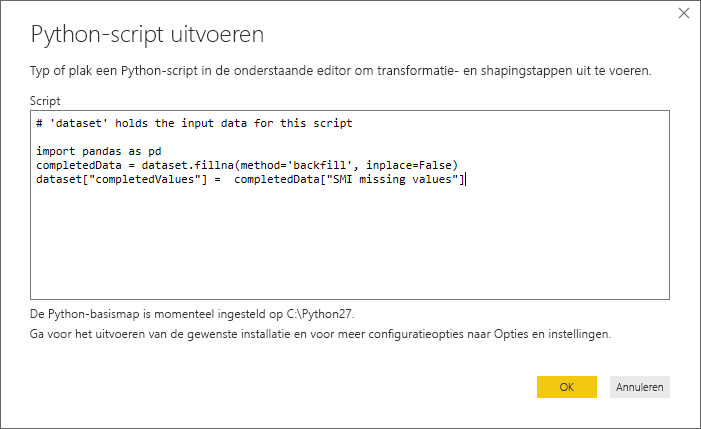 Python-script uitvoeren
Typ of plak een Python-script in de onderstaande editor om transformatie- en shapingstappen uit te voeren.
Script
# 'dataset' holds the input data for this script
import pandas as pd
completedData = dataset.fillna(method='backfill', inplace=False)
dataset["completedValues"] =  completedData["SMI missing values"]
De Python-basismap is momenteel ingesteld op C:\Python27.
Ga voor het uitvoeren van de gewenste installatie en voor meer configuratieopties naar Opties en instellingen.
OK
Annuleren